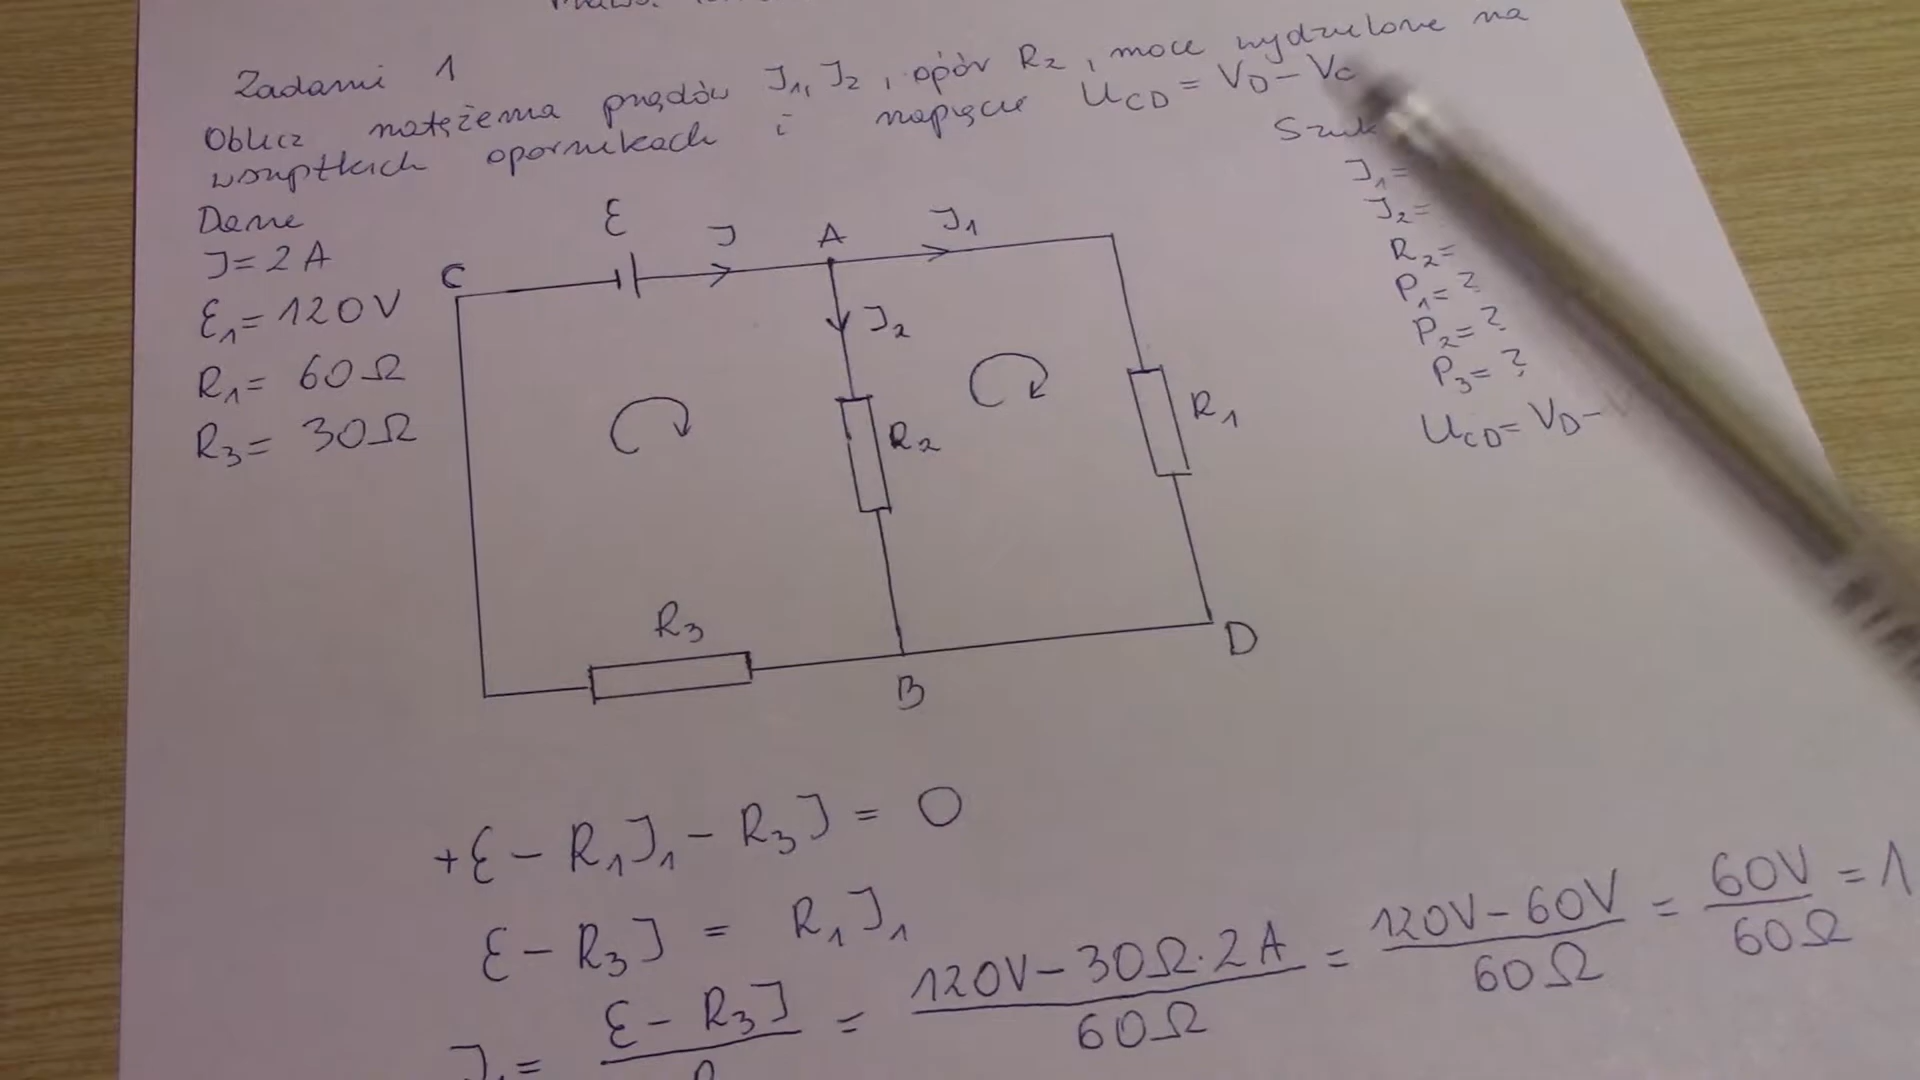 Zadanie 1
Oblicz natężenia prądów J1, J2, opór R2, moce wydzielone na
wszystkich opornikach i napięcie UCD = VD - VC
Dane
J = 2 A
ε1 = 120V
R1 = 60Ω
R3 = 30Ω
J1 =
J2 =
R2 =
P1 = ?
P2 = ?
P3 = ?
UCD = VD -
C
ε
J
A
J1
J2
R2
R1
R3
B
D
+ε - R1J1 - R3J = 0
ε - R3J = R1J1
J1 = ε - R3J / = 120V - 30Ω·2A / 60Ω = 120V - 60V / 60Ω = 60V / 60Ω = 1